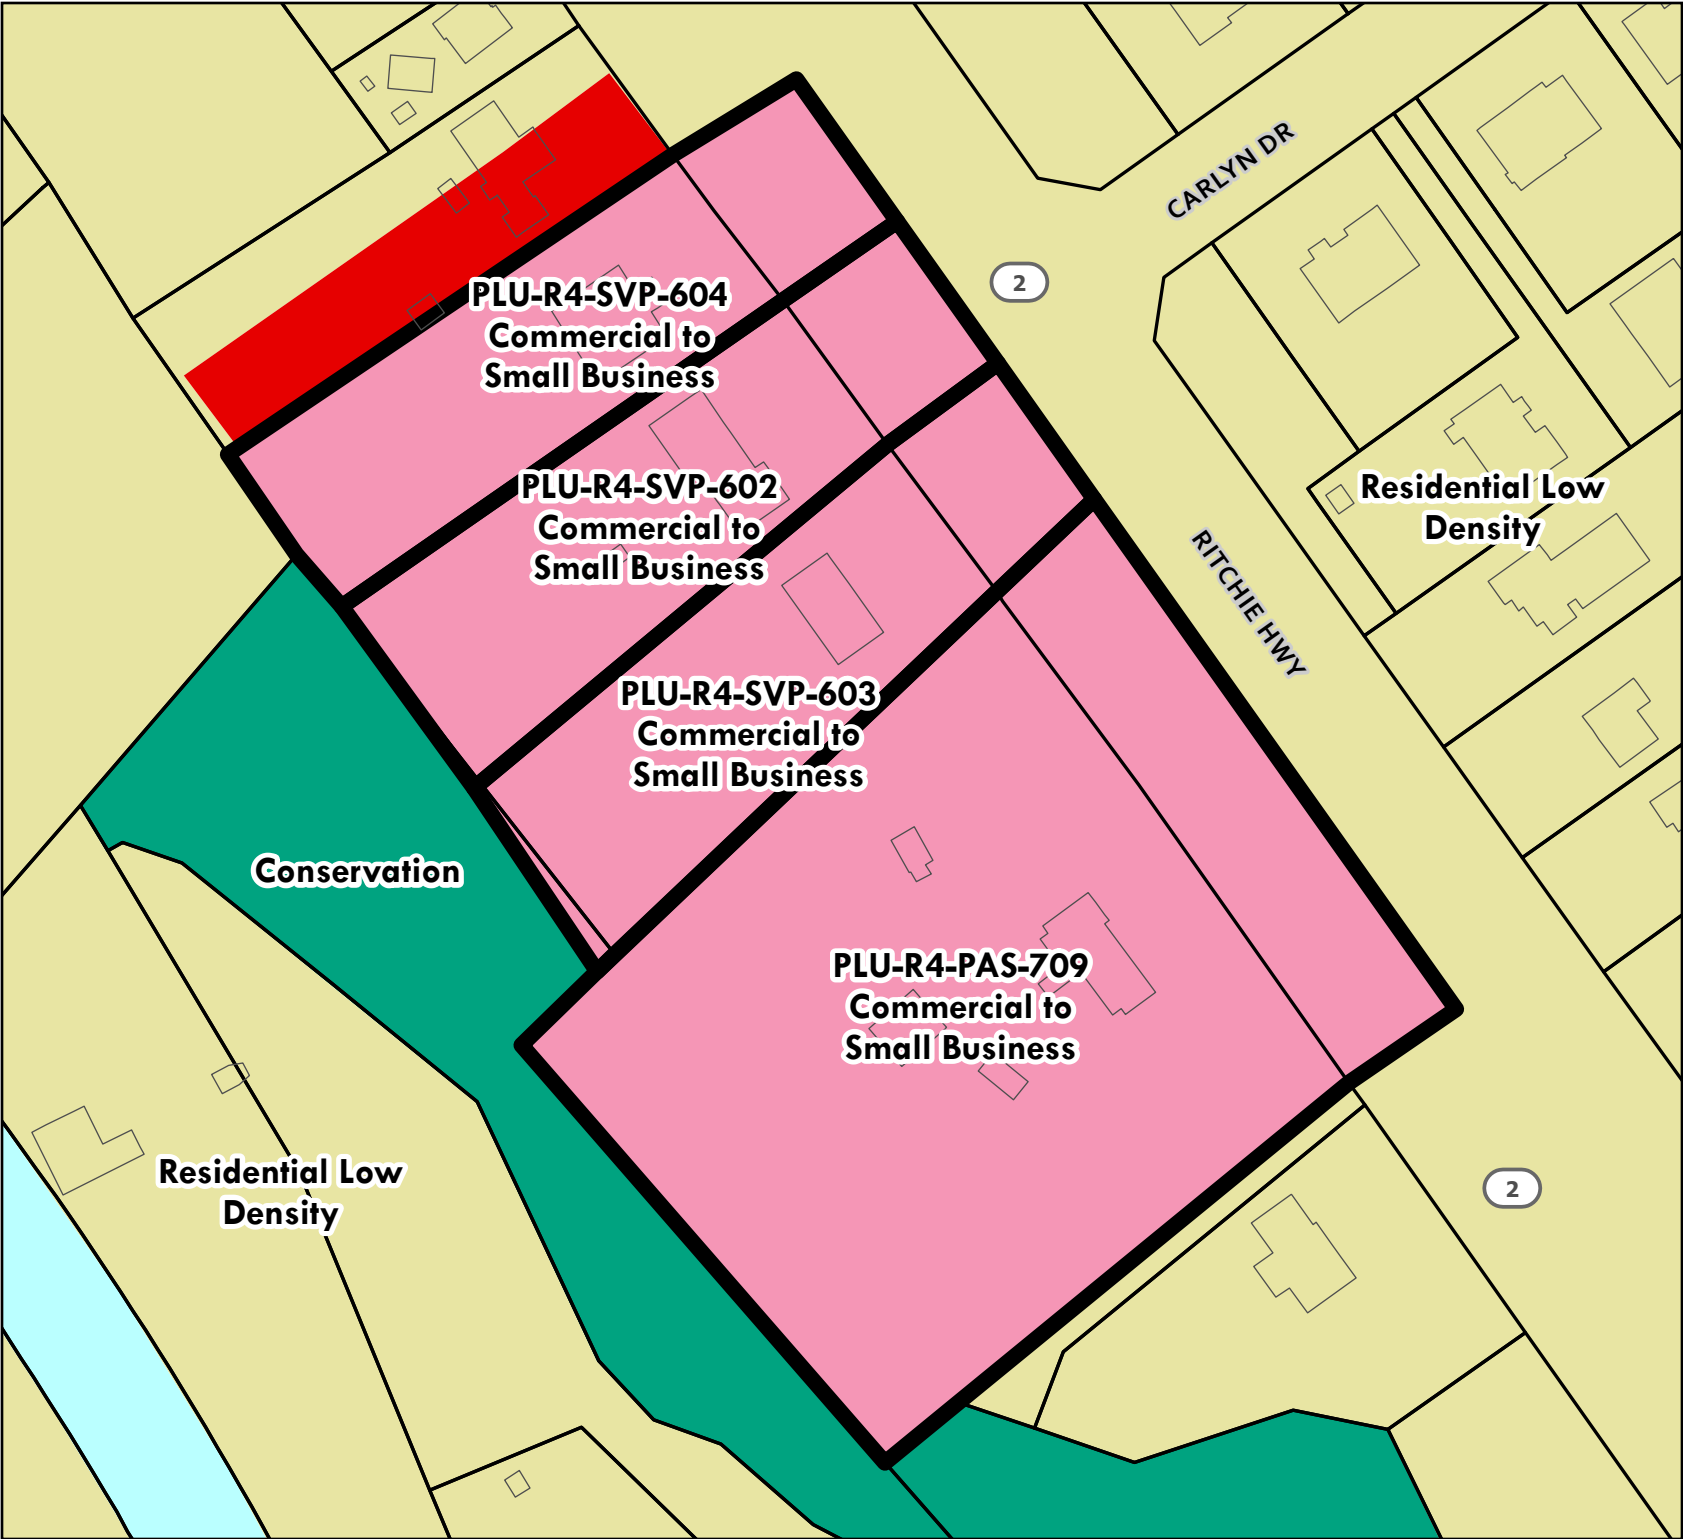 CARLYN DR
2
PLU-R4-SVP-604
Commercial to
Small Business
PLU-R4-SVP-602
Commercial to
Small Business
Residential Low
Density
RITCHIE HWY
PLU-R4-SVP-603
Commercial to
Small Business
Conservation
PLU-R4-PAS-709
Commercial to
Small Business
Residential Low
Density
2